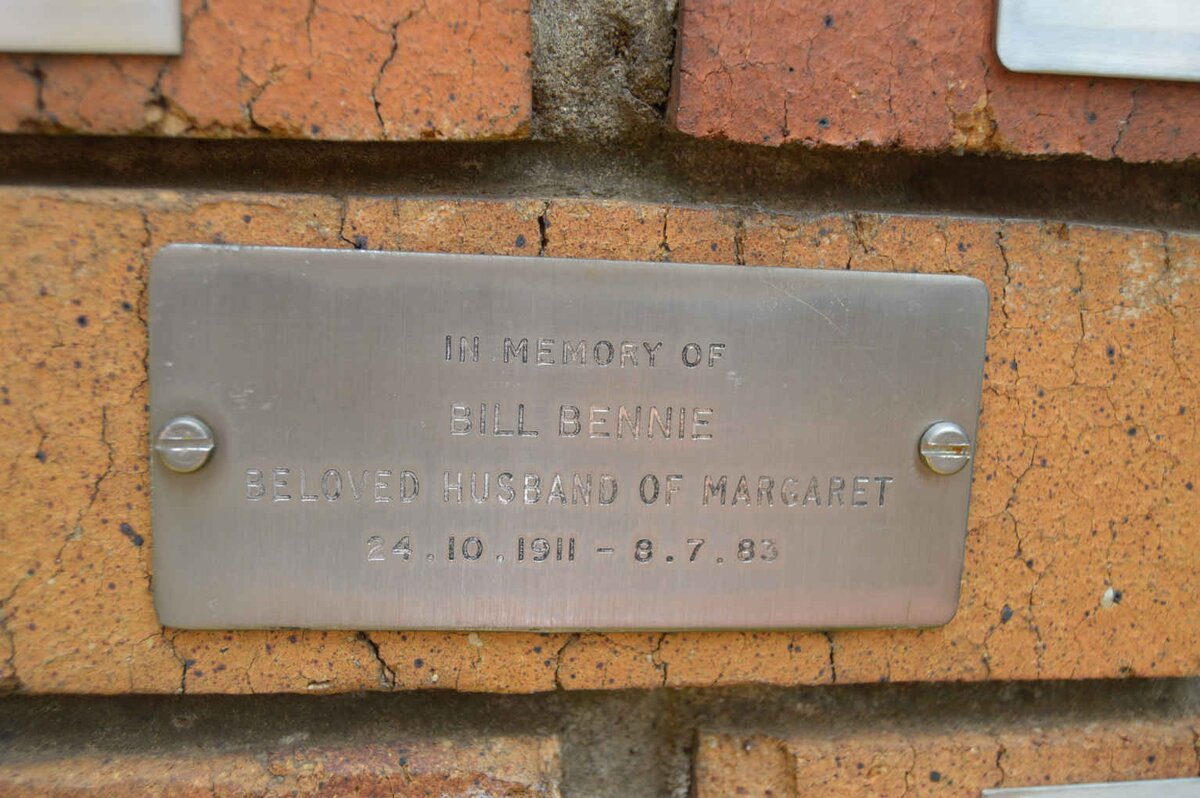 IN MEMORY OF
BILL BENNIE
BELOVED HUSBAND OF MARGARET
24.10.1911 - 8.7.83